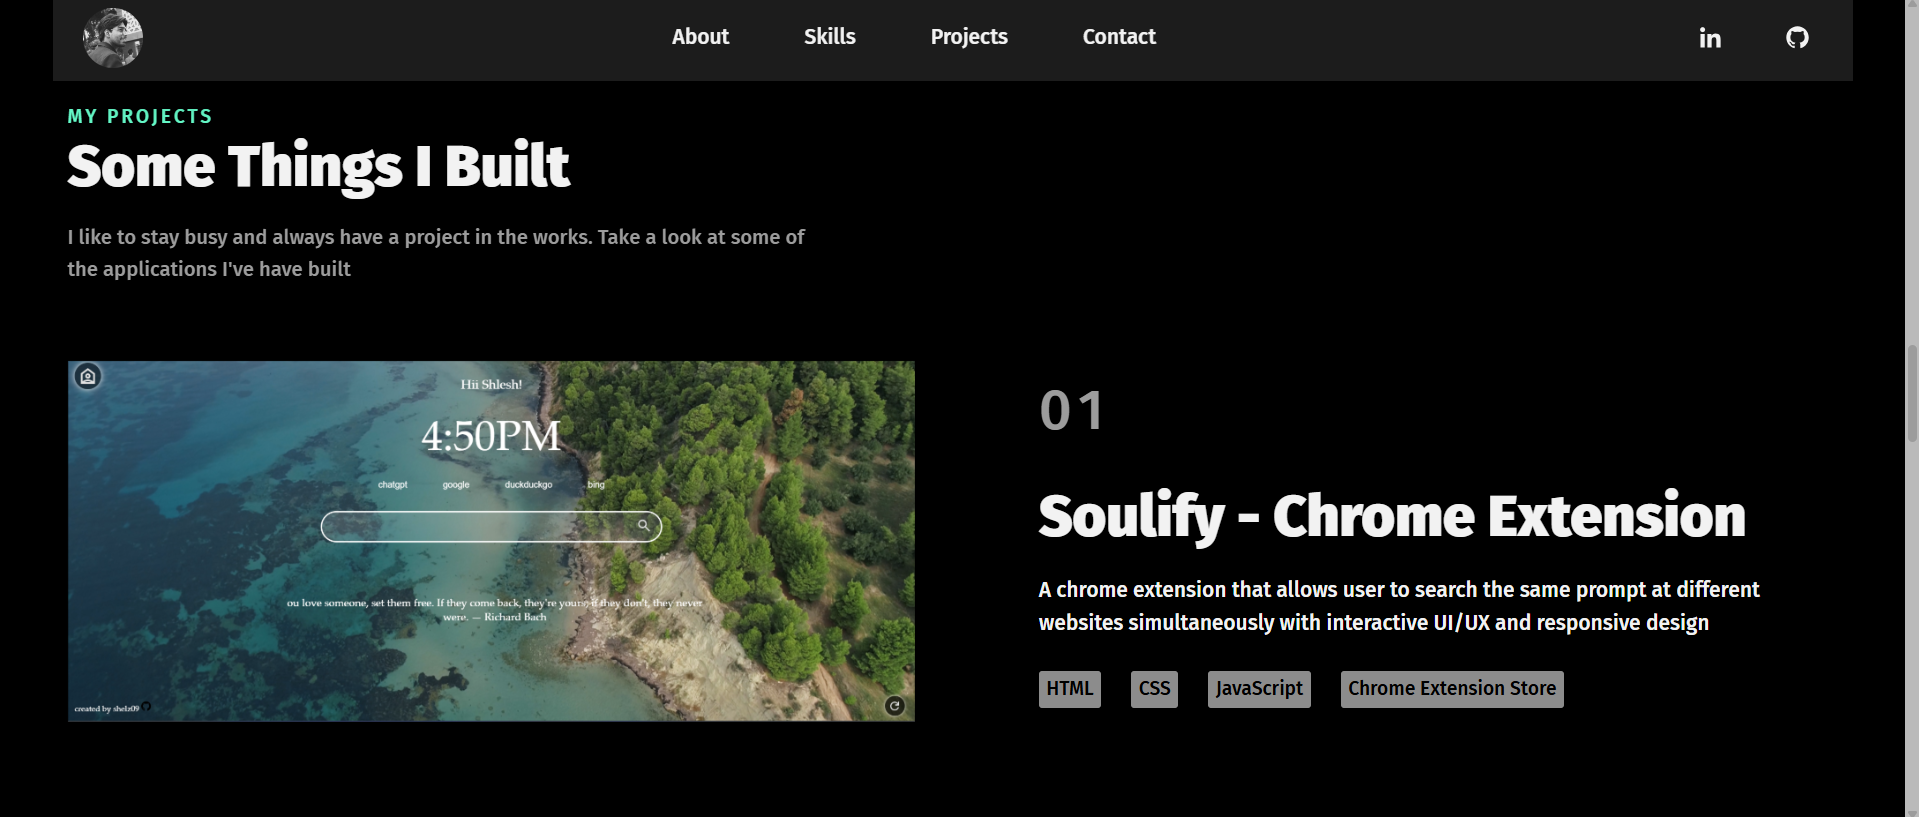 About Skills Projects Contact in
MY PROJECTS
Some Things I Built
I like to stay busy and always have a project in the works. Take a look at some of
the applications I've have built
Hii Shlesh!
4:50PM
chatgpt google duckduckgo bing
ou love someone, set them free. If they come back, they're yours; if they don't, they never
were. — Richard Bach
created by shelz09
01
Soulify - Chrome Extension
A chrome extension that allows user to search the same prompt at different
websites simultaneously with interactive UI/UX and responsive design
HTML CSS JavaScript Chrome Extension Store